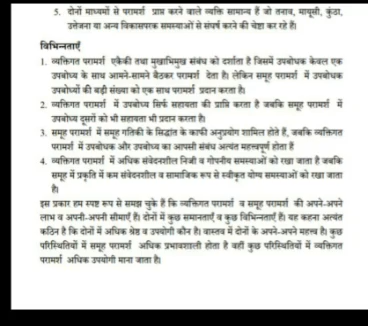 5. दोनों माध्यमों से परामर्श प्राप्त करने वाले व्यक्ति सामान्य हैं जो तनाव, मायूसी, कुंठा,
उत्तेजना या अन्य विकासपरक समस्याओं से संघर्ष करने की चेष्टा कर रहे हैं।
विभिन्नताएँ
1. व्यक्तिगत परामर्श एकैकी तथा मुखाभिमुख संबंध को दर्शाता है जिसमें उपबोधक केवल एक
उपबोध्य के साथ आमने-सामने बैठकर परामर्श देता है। लेकिन समूह परामर्श में उपबोधक
उपबोध्यों की बड़ी संख्या को एक साथ परामर्श प्रदान करता है।
2. व्यक्तिगत परामर्श में उपबोध्य सिर्फ सहायता की प्राप्ति करता है जबकि समूह परामर्श में
उपबोध्य दूसरों को भी सहायता भी प्रदान करता है।
3. समूह परामर्श में समूह गतिकी के सिद्धांत के काफी अनुप्रयोग शामिल होते हैं, जबकि व्यक्तिगत
परामर्श में उपबोधक और उपबोध्य का आपसी संबंध अत्यंत महत्त्वपूर्ण होता है
4. व्यक्तिगत परामर्श में अधिक संवेदनशील निजी व गोपनीय समस्याओं को रखा जाता है जबकि
समूह में प्रकृति में कम संवेदनशील व सामाजिक रूप से स्वीकृत योग्य समस्याओं को रखा जाता
है।
इस प्रकार हम स्पष्ट रूप से समझ चुके हैं कि व्यक्तिगत परामर्श व समूह परामर्श की अपने-अपने
लाभ व अपनी-अपनी सीमाएँ हैं। दोनों में कुछ समानताएँ व कुछ विभिन्नताएँ हैं। यह कहना अत्यंत
कठिन है कि दोनों में अधिक श्रेष्ठ व उपयोगी कौन है। वास्तव में दोनों के अपने-अपने महत्त्व है। कुछ
परिस्थितियों में समूह परामर्श अधिक प्रभावशाली होता है वहीं कुछ परिस्थितियों में व्यक्तिगत
परामर्श अधिक उपयोगी माना जाता है।